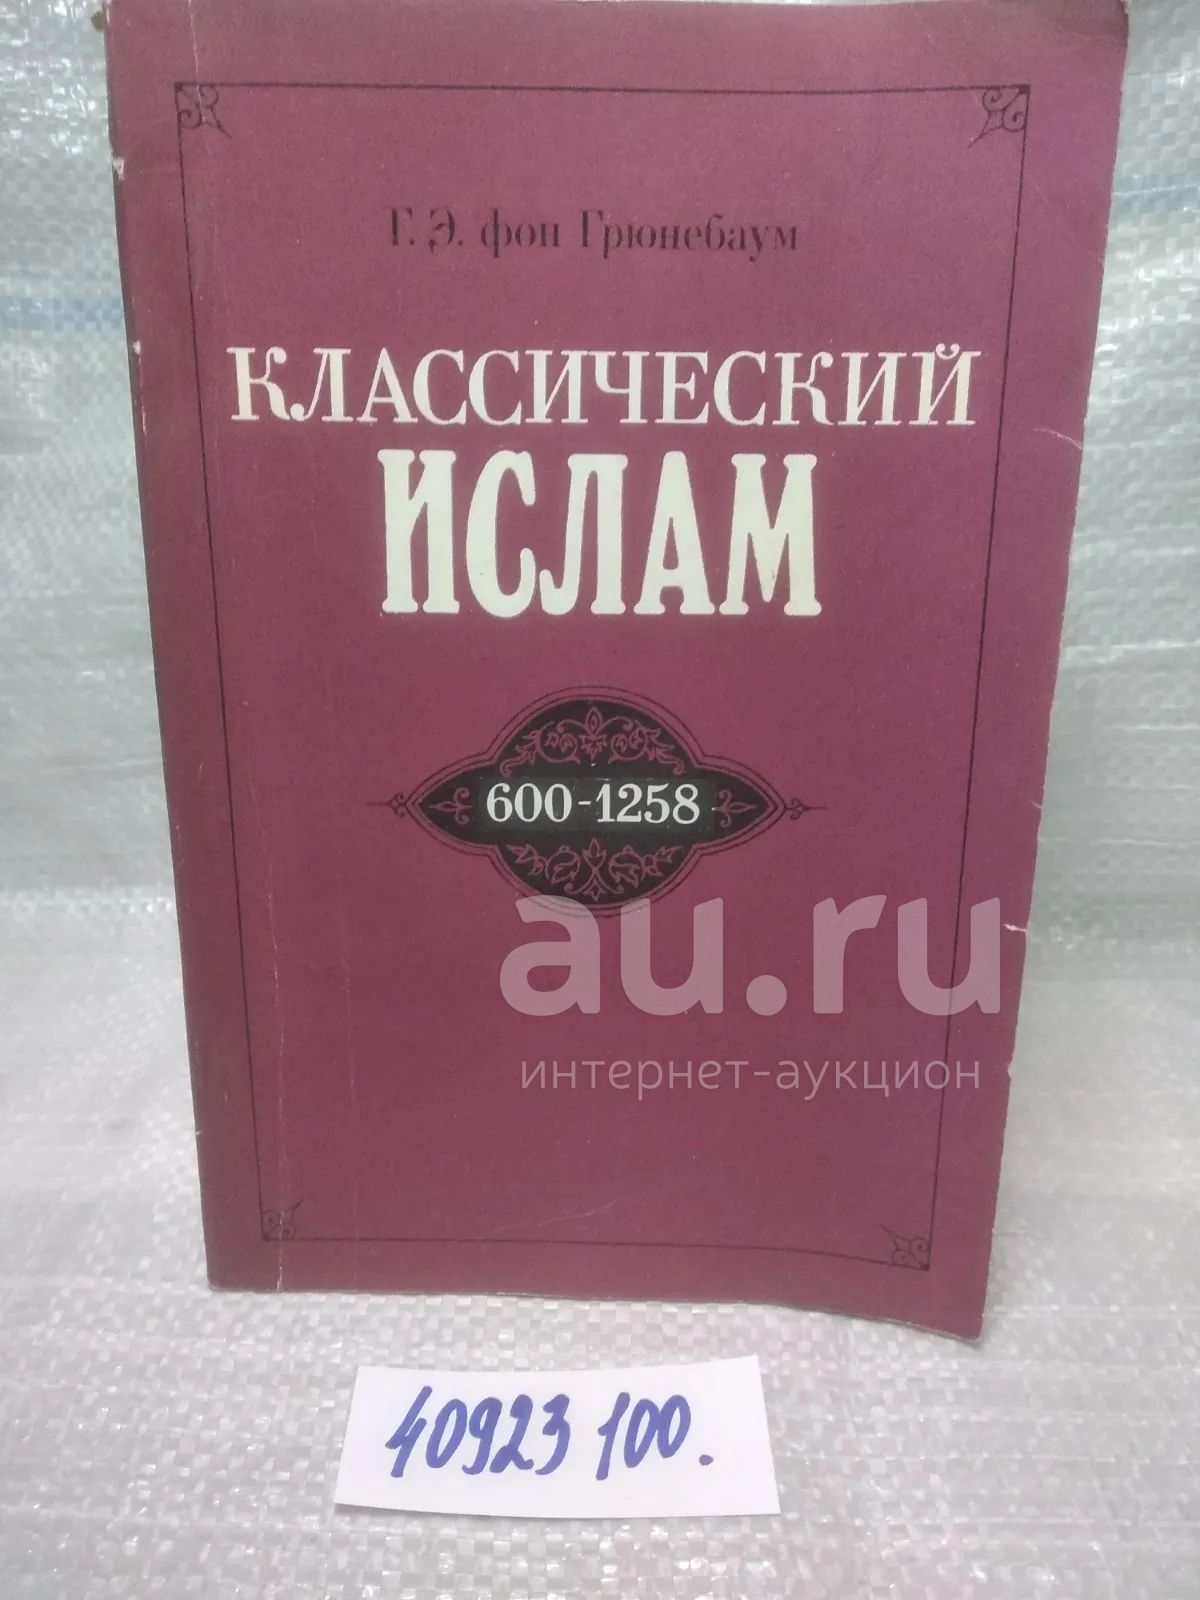 Г. Э. фон Грюнебаум
КЛАССИЧЕСКИЙ
ИСЛАМ
600-1258
au.ru
интернет-аукцион
40923 100.